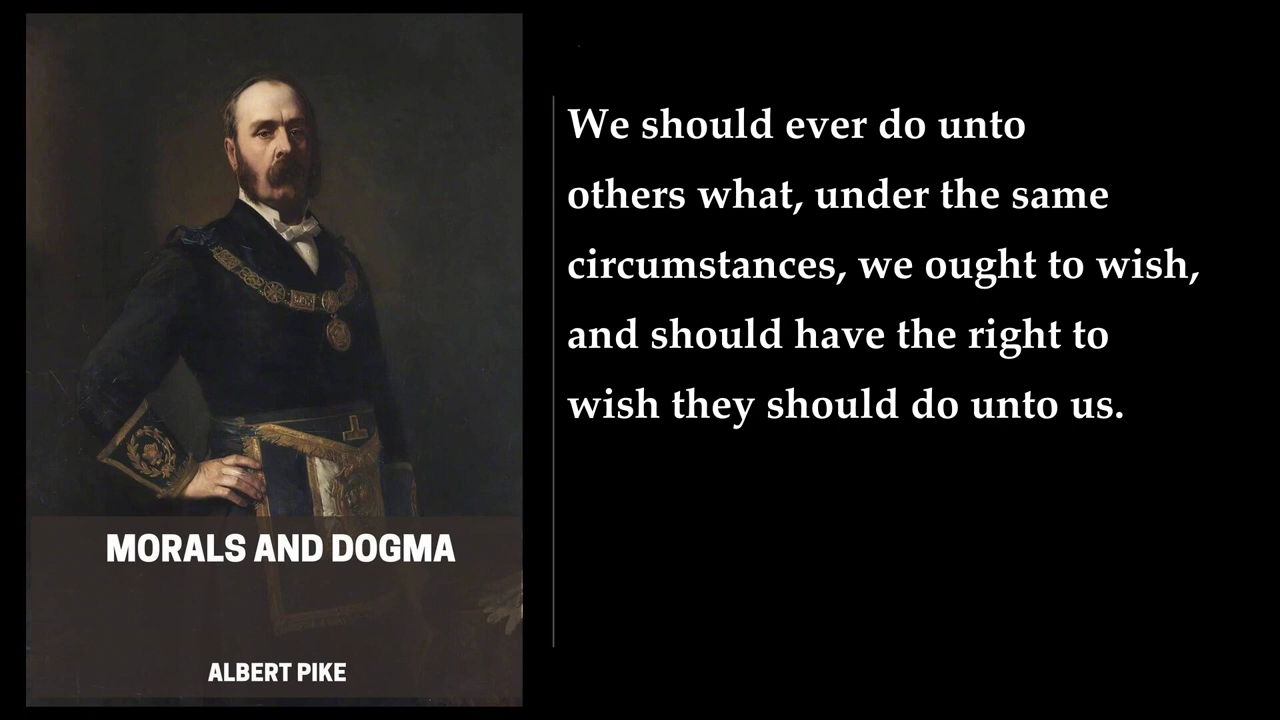 MORALS AND DOGMA
ALBERT PIKE
We should ever do unto
others what, under the same
circumstances, we ought to wish,
and should have the right to
wish they should do unto us.